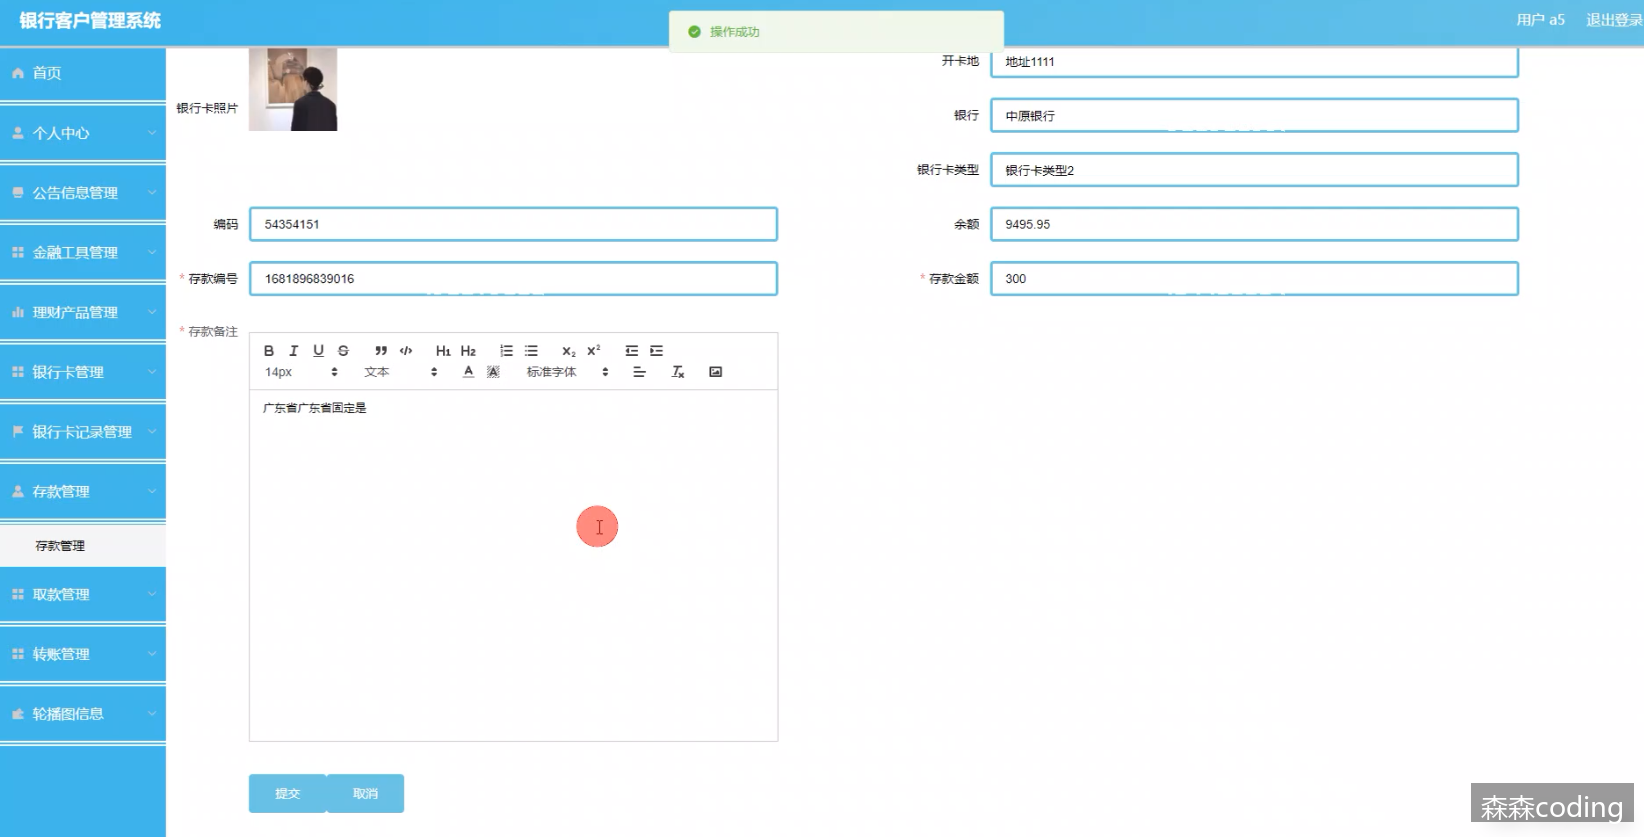 银行客户管理系统
操作成功
用户 a5
退出登录
首页
个人中心
公告信息管理
金融工具管理
理财产品管理
银行卡管理
银行卡记录管理
存款管理
存款管理
取款管理
转账管理
轮播图信息
银行卡照片
开卡地
地址1111
银行
中原银行
银行卡类型
银行卡类型2
编码
54354151
余额
9495.95
* 存款编号
1681896839016
* 存款金额
300
* 存款备注
B I U S ” </> H1 H2 x₂ x²
14px 文本 A A 标准字体 Tx
广东省广东省固定是
提交
取消
森森coding